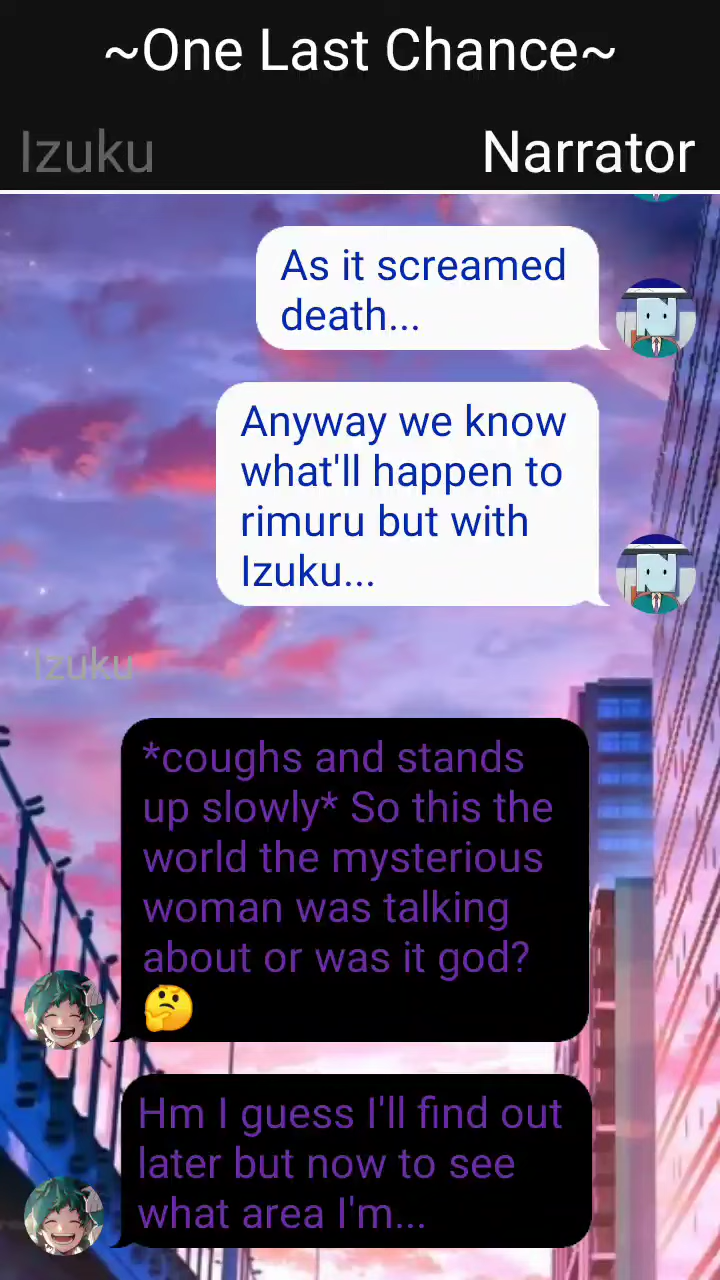 ~One Last Chance~
Izuku
Narrator
As it screamed
death...
Anyway we know
what'll happen to
rimuru but with
Izuku...
Izuku
*coughs and stands
up slowly* So this the
world the mysterious
woman was talking
about or was it god?
🤔
Hm I guess I'll find out
later but now to see
what area I'm...